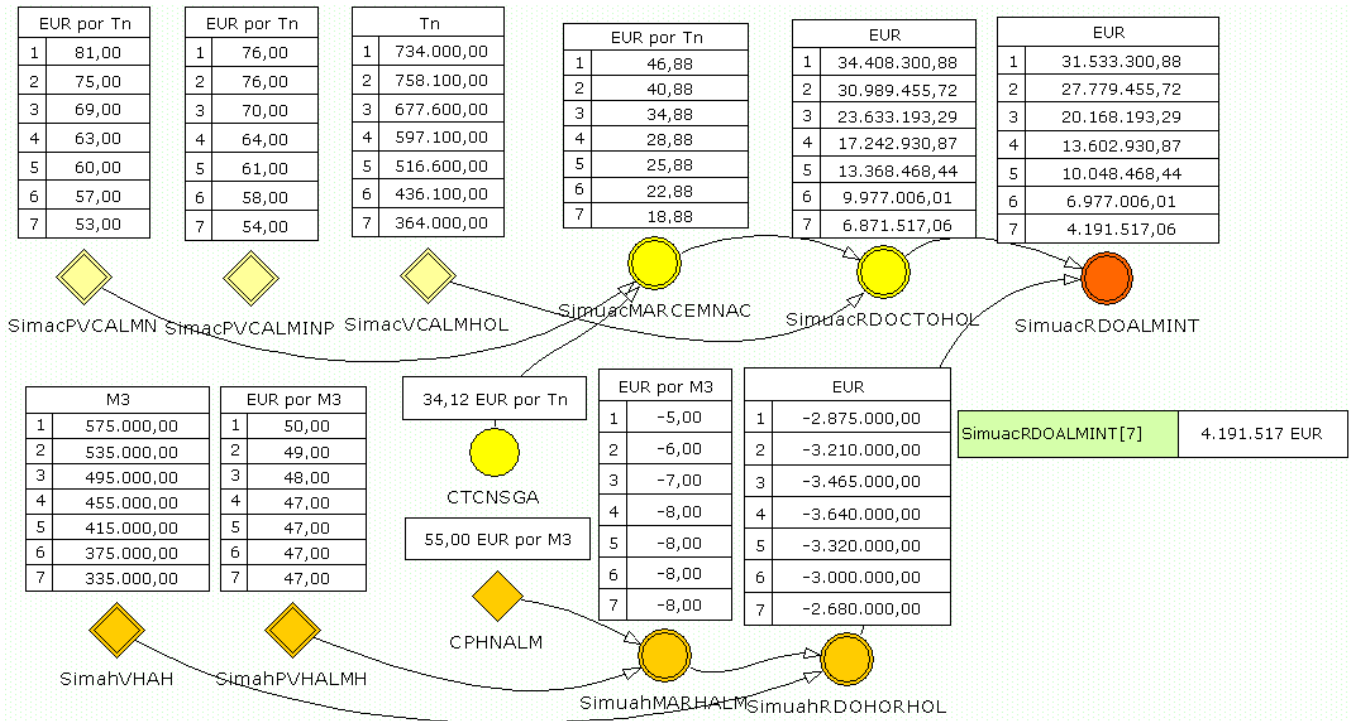 EUR por Tn
1 81,00
2 75,00
3 69,00
4 63,00
5 60,00
6 57,00
7 53,00
SimacPVCALMN
EUR por Tn
1 76,00
2 76,00
3 70,00
4 64,00
5 61,00
6 58,00
7 54,00
SimacPVCALMINP
Tn
1 734.000,00
2 758.100,00
3 677.600,00
4 597.100,00
5 516.600,00
6 436.100,00
7 364.000,00
SimacVCALMHOL
EUR por Tn
1 46,88
2 40,88
3 34,88
4 28,88
5 25,88
6 22,88
7 18,88
SimuacMARCEMNAC
EUR
1 34.408.300,88
2 30.989.455,72
3 23.633.193,29
4 17.242.930,87
5 13.368.468,44
6 9.977.006,01
7 6.871.517,06
SimuacRDOCTOHOL
EUR
1 31.533.300,88
2 27.779.455,72
3 20.168.193,29
4 13.602.930,87
5 10.048.468,44
6 6.977.006,01
7 4.191.517,06
SimuacRDOALMINT
M3
1 575.000,00
2 535.000,00
3 495.000,00
4 455.000,00
5 415.000,00
6 375.000,00
7 335.000,00
SimahVHAH
EUR por M3
1 50,00
2 49,00
3 48,00
4 47,00
5 47,00
6 47,00
7 47,00
SimahPVHALMH
34,12 EUR por Tn
CTCNSGA
55,00 EUR por M3
CPHNALM
EUR por M3
1 -5,00
2 -6,00
3 -7,00
4 -8,00
5 -8,00
6 -8,00
7 -8,00
SimuahMARHALM
EUR
1 -2.875.000,00
2 -3.210.000,00
3 -3.465.000,00
4 -3.640.000,00
5 -3.320.000,00
6 -3.000.000,00
7 -2.680.000,00
SimuahRDOHORHOL
SimuacRDOALMINT[7] 4.191.517 EUR